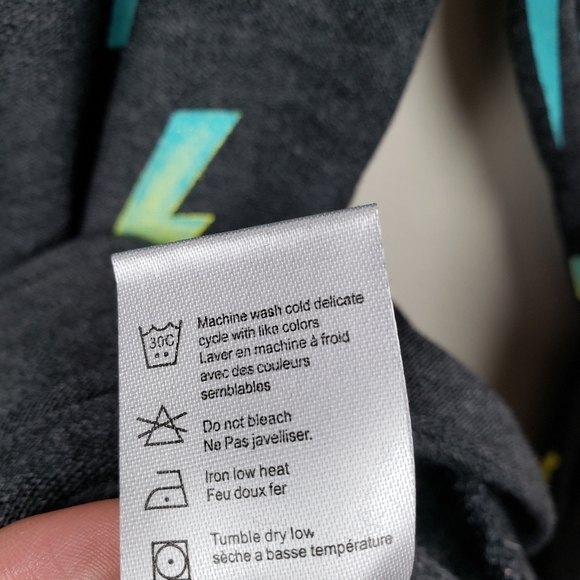 Machine wash cold delicate
cycle with like colors
Laver en machine à froid
avec des couleurs
semblables
30C
Do not bleach
Ne Pas javelliser.
Iron low heat
Feu doux fer
Tumble dry low
sèche a basse température